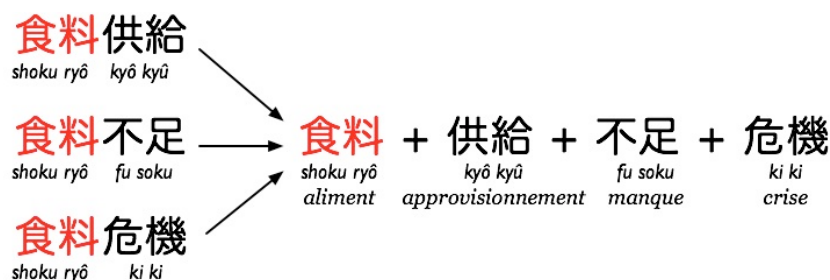 食料供給
shoku ryô kyô kyû
食料不足
shoku ryô fu soku
食料危機
shoku ryô ki ki
食料 + 供給 + 不足 + 危機
shoku ryô kyô kyû fu soku ki ki
aliment approvisionnement manque crise